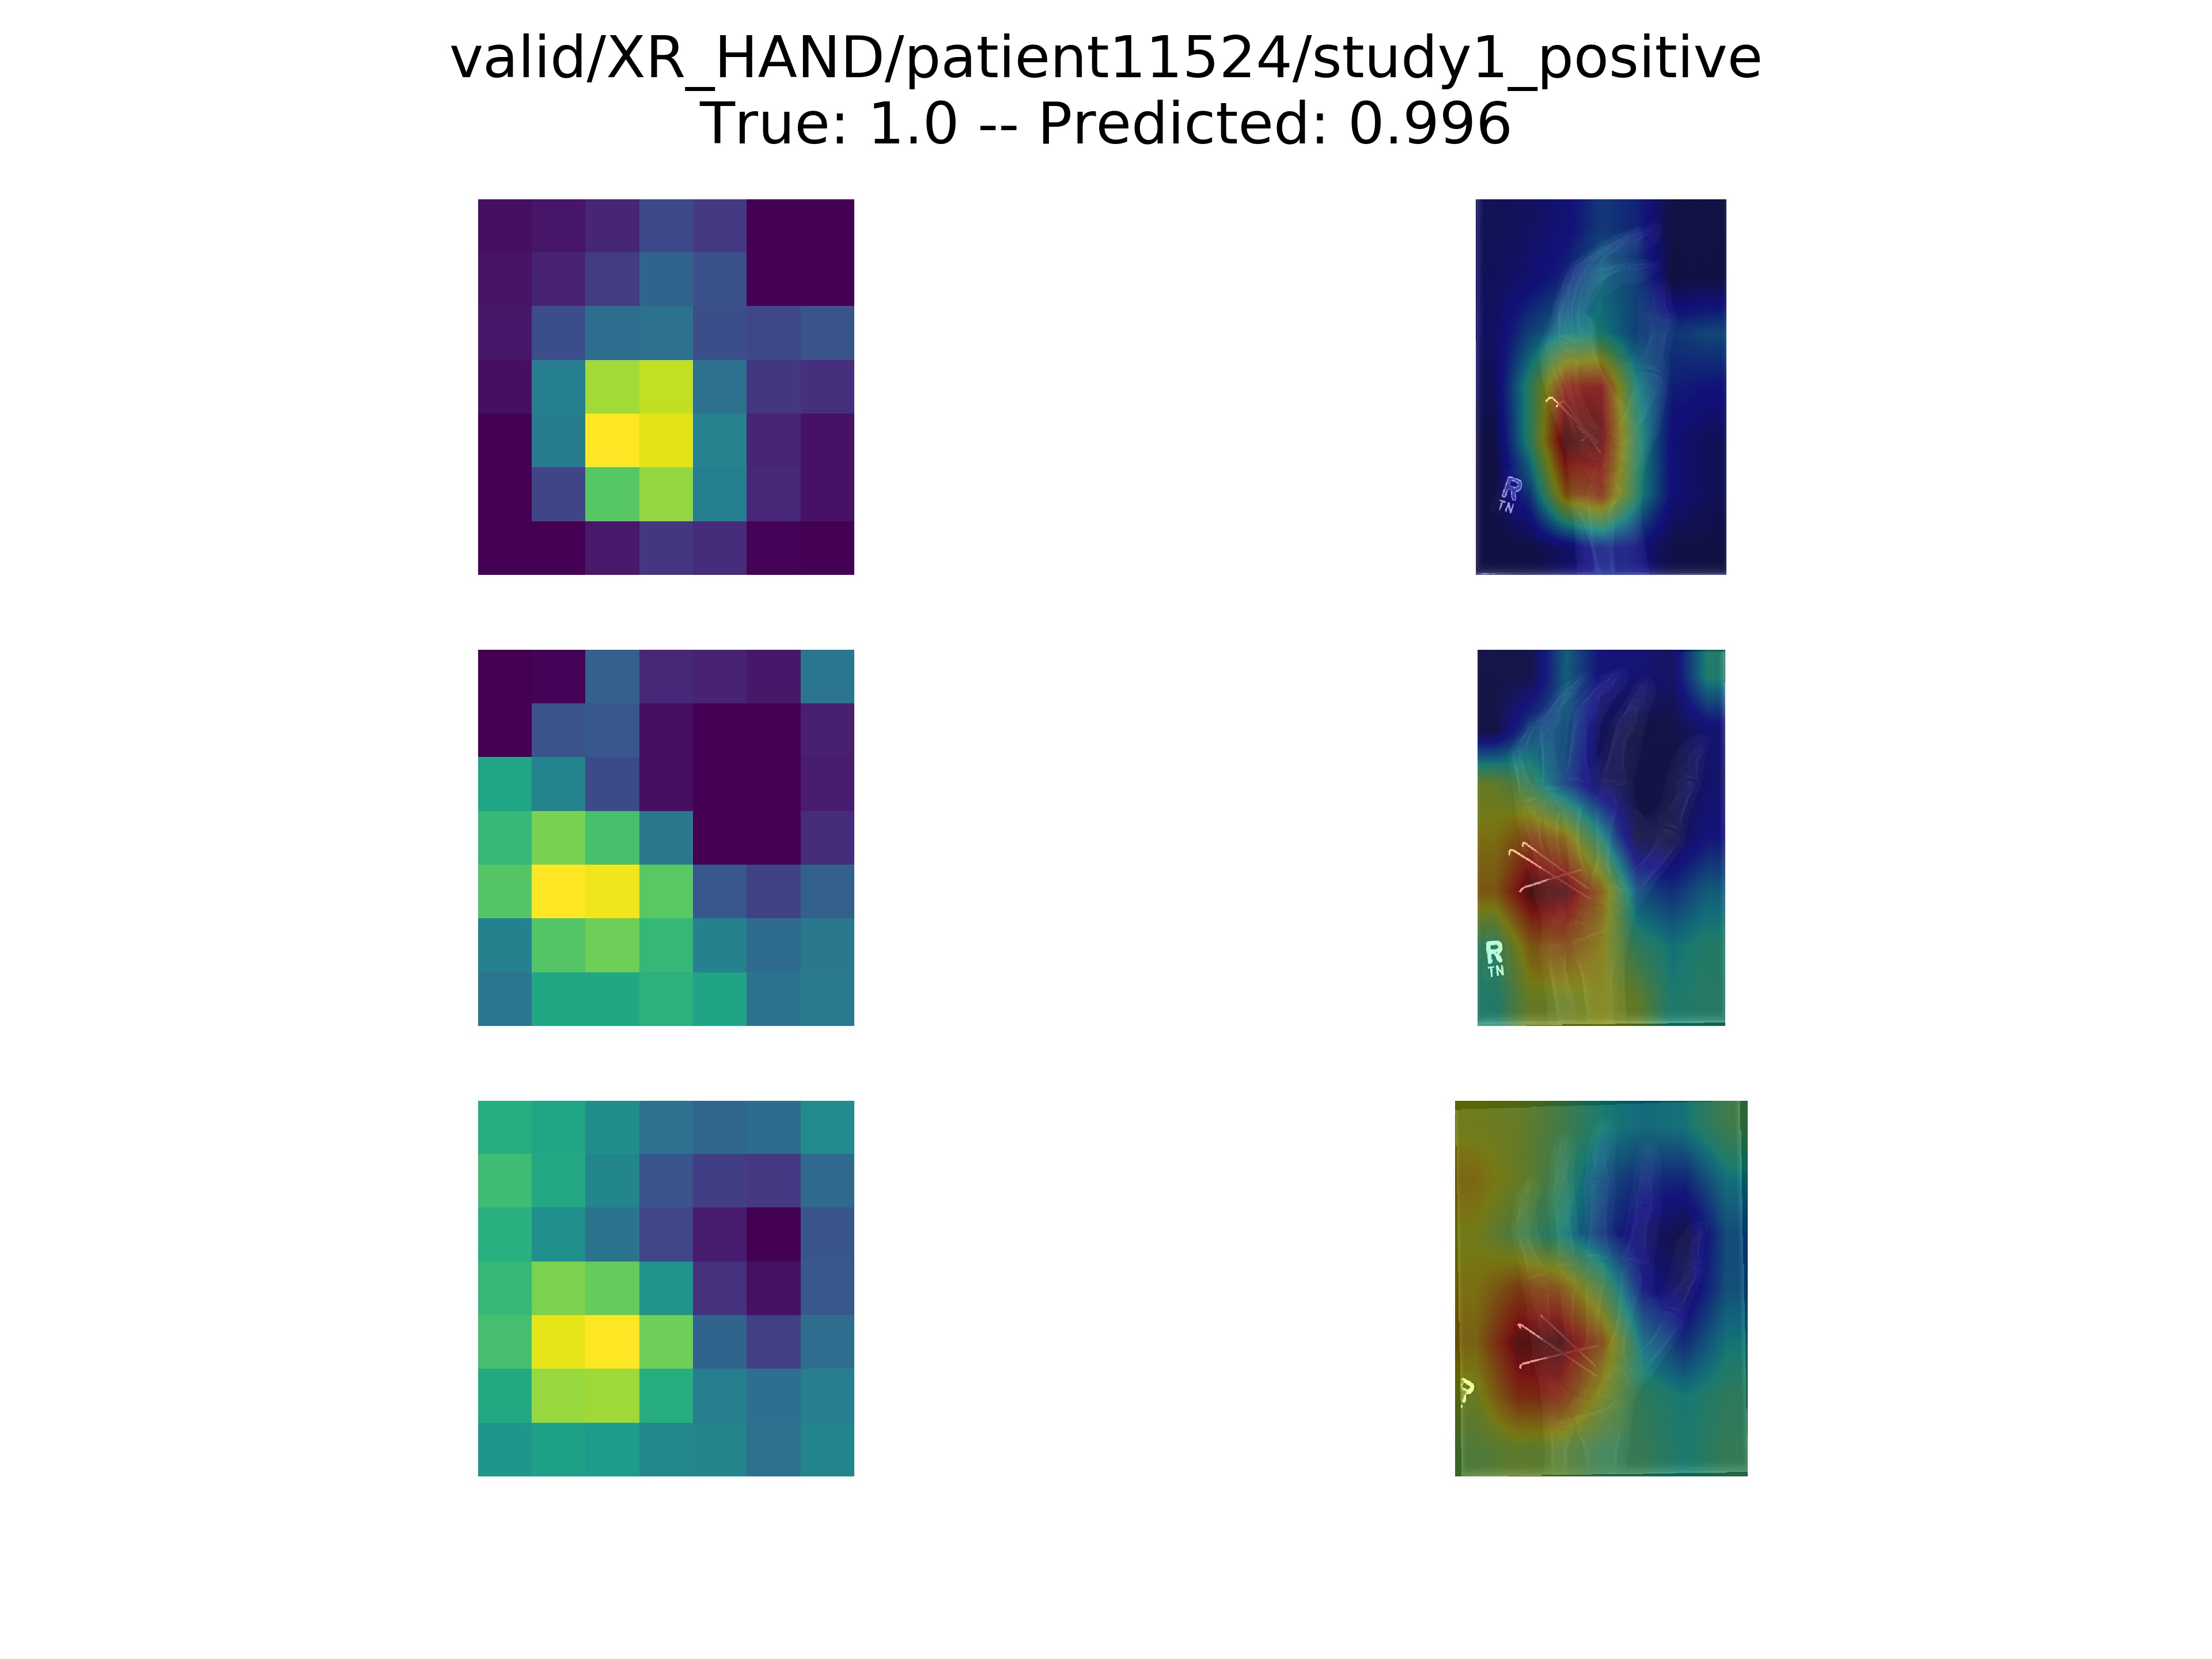 valid/XR_HAND/patient11524/study1_positive
True: 1.0 -- Predicted: 0.996
R
TN
R
TN